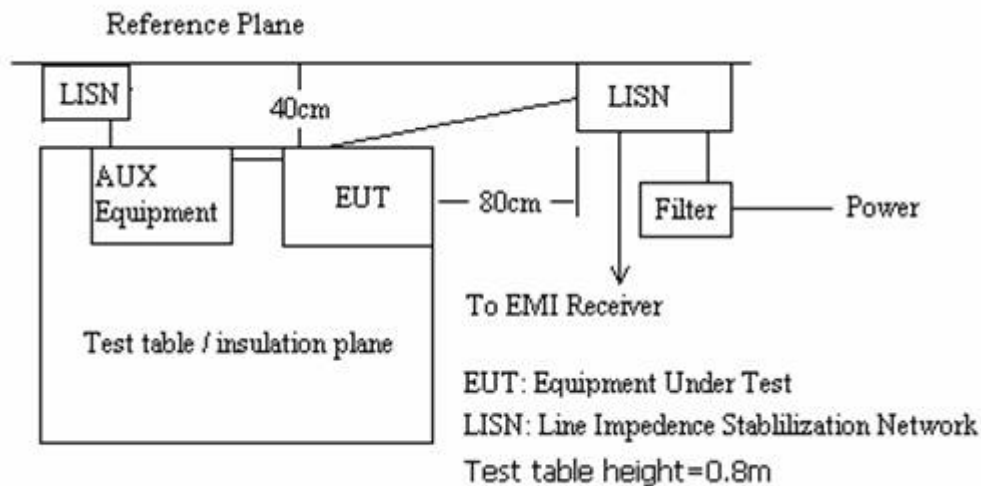 Reference Plane
LISN
40cm
LISN
AUX
Equipment
EUT
80cm
Filter
Power
To EMI Receiver
Test table / insulation plane
EUT: Equipment Under Test
LISN: Line Impedence Stablilization Network
Test table height=0.8m